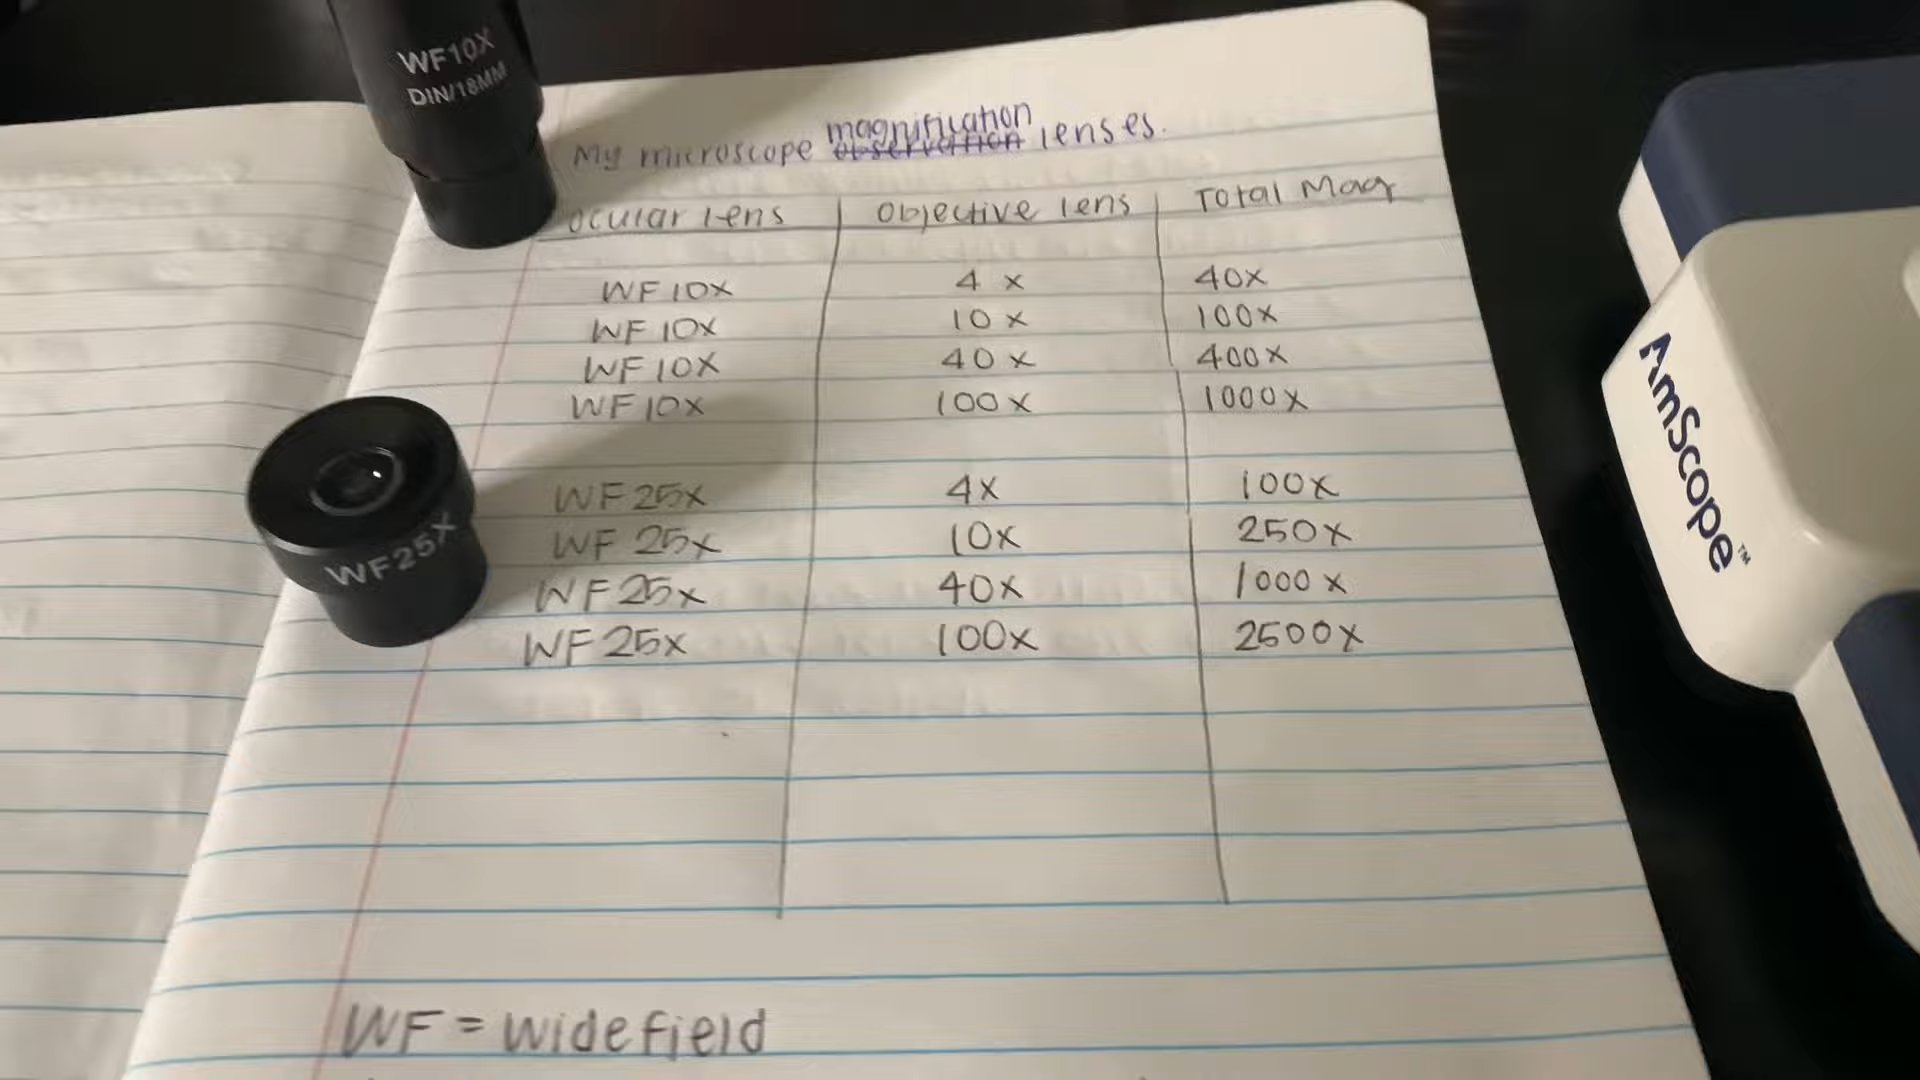 WF10X
DIN/18MM
My microscope observation magnification lenses.
ocular lens objective lens Total Mag
WF 10x 4 x 40x
WF 10x 10 x 100x
WF 10x 40 x 400x
WF 10x 100 x 1000x
WF 25x 4x 100x
WF 25x 10x 250x
WF 25x 40x 1000x
WF 25x 100x 2500x
WF25X
WF = widefield
AmScope™